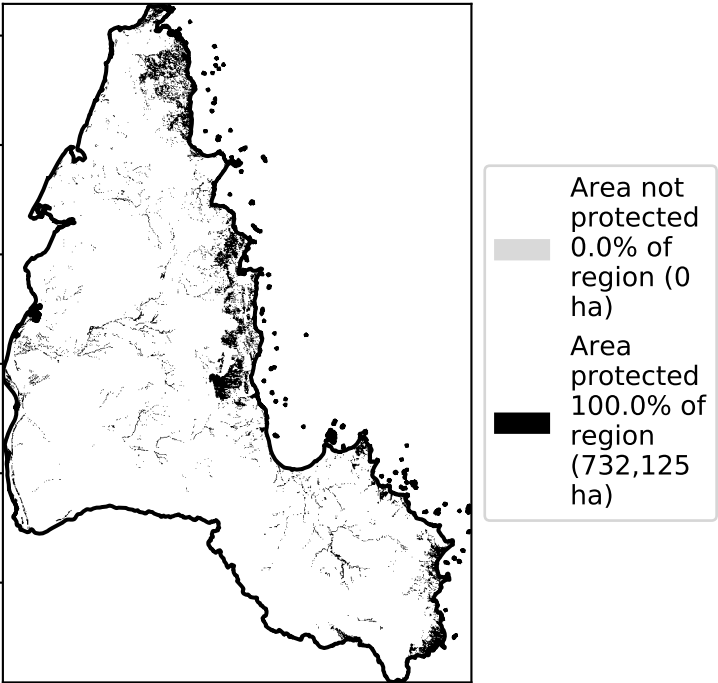 Area not
protected
0.0% of
region (0
ha)
Area
protected
100.0% of
region
(732,125
ha)